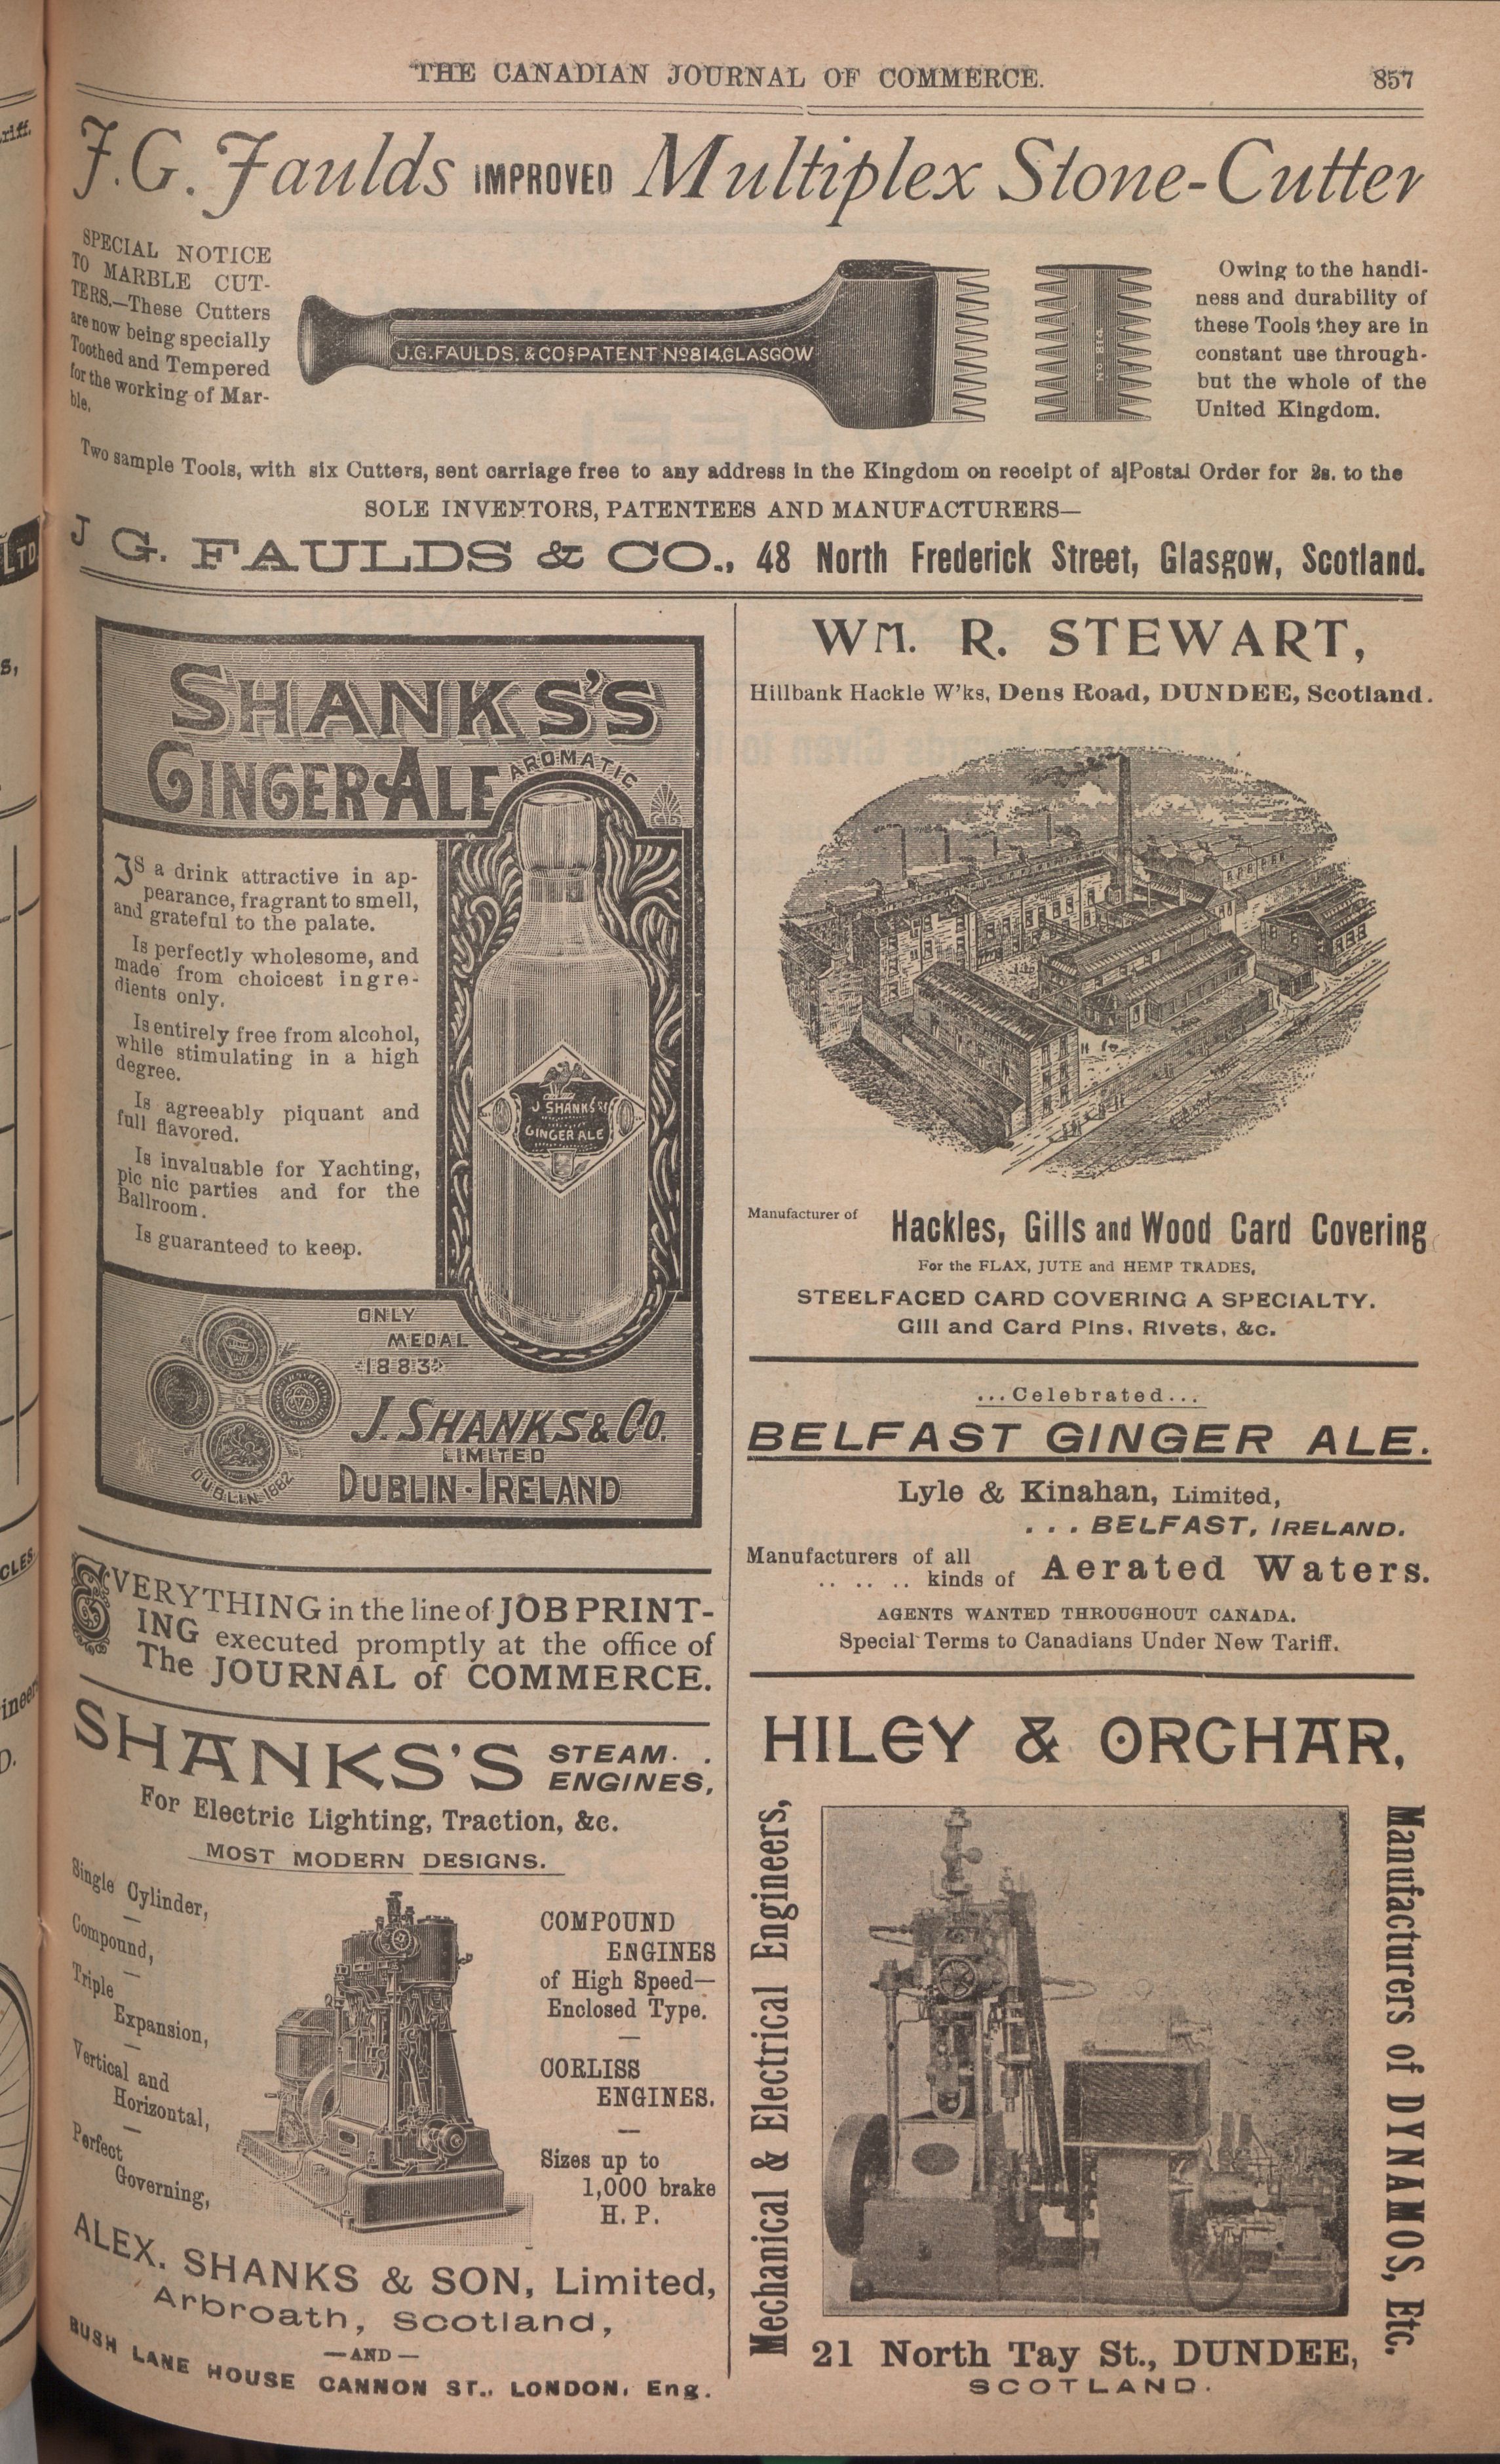 THE CANADIAN JOURNAL OF COMMERCE.
857
J.G. Faulds IMPROVED Multiplex Stone-Cutter
SPECIAL NOTICE
TO MARBLE CUT-
TERS.—These Cutters
are now being specially
Toothed and Tempered
for the working of Mar-
ble.
J.G.FAULDS. & COS PATENT No 814.GLASGOW
No 814
Owing to the handi-
ness and durability of
these Tools they are in
constant use through-
but the whole of the
United Kingdom.
Two sample Tools, with six Cutters, sent carriage free to any address in the Kingdom on receipt of a Postal Order for 2s. to the
SOLE INVENTORS, PATENTEES AND MANUFACTURERS—
J G. FAULDS & CO., 48 North Frederick Street, Glasgow, Scotland.
SHANKS'S
GINGER ALE
AROMATIC
IS a drink attractive in ap-
pearance, fragrant to smell,
and grateful to the palate.
Is perfectly wholesome, and
made from choicest ingre-
dients only.
Is entirely free from alcohol,
while stimulating in a high
degree.
Is agreeably piquant and
full flavored.
Is invaluable for Yachting,
pic nic parties and for the
Ballroom.
Is guaranteed to keep.
J SHANKS
GINGER ALE
ONLY
MEDAL
1883
DUBLIN 1882
J. SHANKS & CO.
LIMITED
DUBLIN-IRELAND
EVERYTHING in the line of JOB PRINT-
ING executed promptly at the office of
The JOURNAL of COMMERCE.
SHANKS'S STEAM . .
ENGINES,
For Electric Lighting, Traction, &c.
MOST MODERN DESIGNS.
Single Cylinder,
—
Compound,
—
Triple
Expansion,
—
Vertical and
Horizontal,
—
Perfect
Governing,
COMPOUND
ENGINES
of High Speed—
Enclosed Type.
—
CORLISS
ENGINES.
—
Sizes up to
1,000 brake
H. P.
ALEX. SHANKS & SON, Limited,
Arbroath, Scotland,
—AND—
BUSH LANE HOUSE CANNON ST., LONDON, Eng.
WM. R. STEWART,
Hillbank Hackle W'ks, Dens Road, DUNDEE, Scotland.
Manufacturer of Hackles, Gills and Wood Card Covering
For the FLAX, JUTE and HEMP TRADES,
STEELFACED CARD COVERING A SPECIALTY.
Gill and Card Pins, Rivets, &c.
...Celebrated...
BELFAST GINGER ALE.
Lyle & Kinahan, Limited,
... BELFAST, IRELAND.
Manufacturers of all
.. .. .. kinds of Aerated Waters.
AGENTS WANTED THROUGHOUT CANADA.
Special Terms to Canadians Under New Tariff.
HILEY & ORCHAR,
Mechanical & Electrical Engineers,
Manufacturers of DYNAMOS, Etc.
21 North Tay St., DUNDEE,
SCOTLAND.
riff.
LTD
s,
CLES
ineer
O.